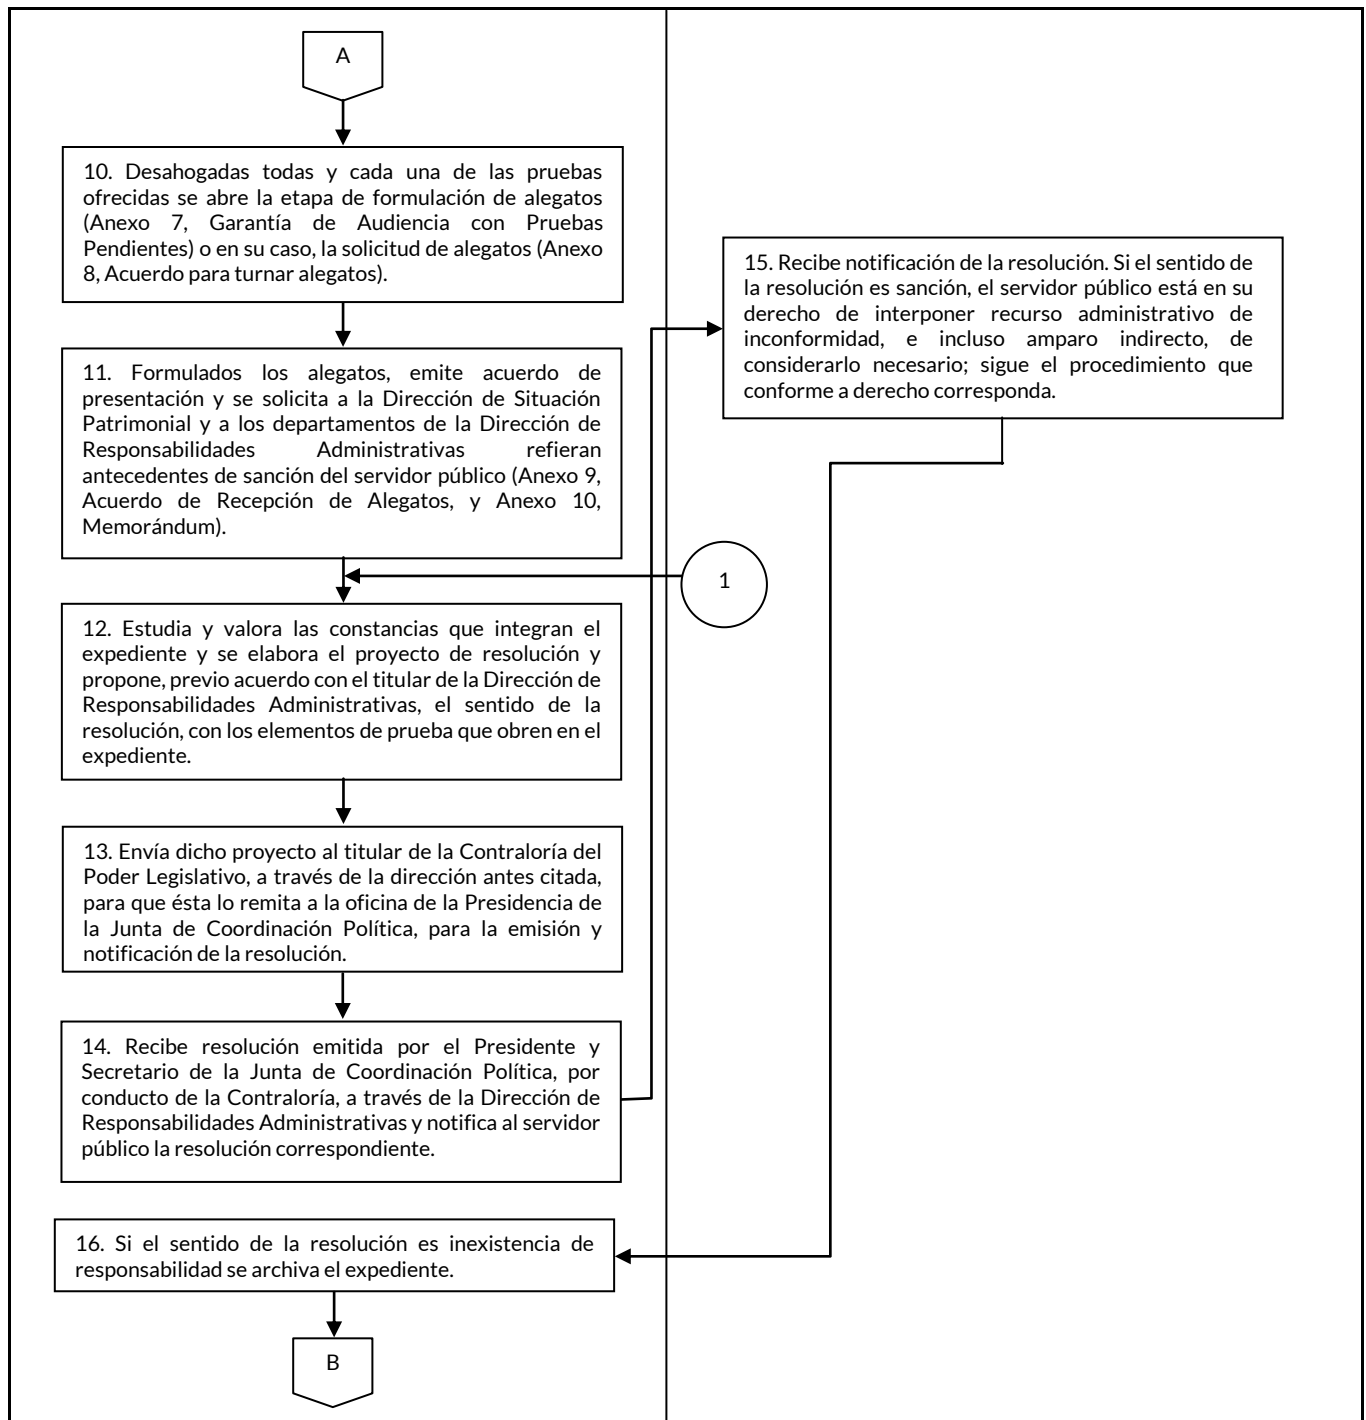 A
10. Desahogadas todas y cada una de las pruebas
ofrecidas se abre la etapa de formulación de alegatos
(Anexo 7, Garantía de Audiencia con Pruebas
Pendientes) o en su caso, la solicitud de alegatos (Anexo
8, Acuerdo para turnar alegatos).
11. Formulados los alegatos, emite acuerdo de
presentación y se solicita a la Dirección de Situación
Patrimonial y a los departamentos de la Dirección de
Responsabilidades Administrativas refieran
antecedentes de sanción del servidor público (Anexo 9,
Acuerdo de Recepción de Alegatos, y Anexo 10,
Memorándum).
1
12. Estudia y valora las constancias que integran el
expediente y se elabora el proyecto de resolución y
propone, previo acuerdo con el titular de la Dirección de
Responsabilidades Administrativas, el sentido de la
resolución, con los elementos de prueba que obren en el
expediente.
13. Envía dicho proyecto al titular de la Contraloría del
Poder Legislativo, a través de la dirección antes citada,
para que ésta lo remita a la oficina de la Presidencia de
la Junta de Coordinación Política, para la emisión y
notificación de la resolución.
14. Recibe resolución emitida por el Presidente y
Secretario de la Junta de Coordinación Política, por
conducto de la Contraloría, a través de la Dirección de
Responsabilidades Administrativas y notifica al servidor
público la resolución correspondiente.
15. Recibe notificación de la resolución. Si el sentido de
la resolución es sanción, el servidor público está en su
derecho de interponer recurso administrativo de
inconformidad, e incluso amparo indirecto, de
considerarlo necesario; sigue el procedimiento que
conforme a derecho corresponda.
16. Si el sentido de la resolución es inexistencia de
responsabilidad se archiva el expediente.
B